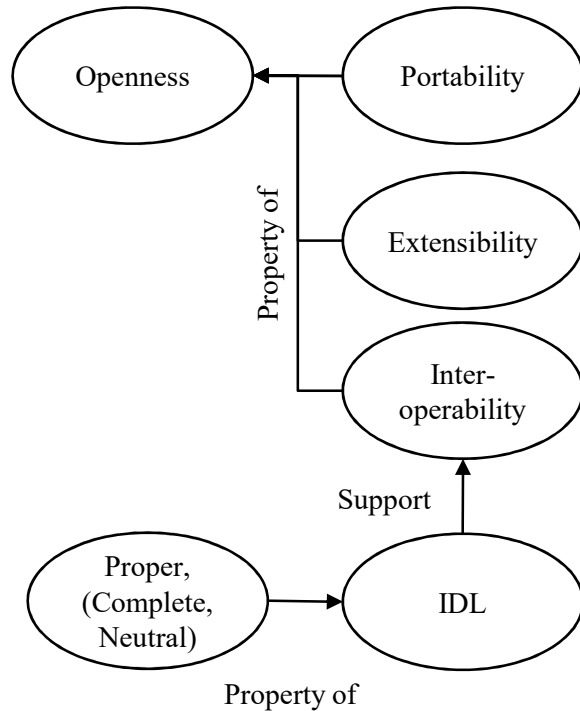 Openness
Portability
Property of
Extensibility
Inter-
operability
Support
Proper,
(Complete,
Neutral)
IDL
Property of